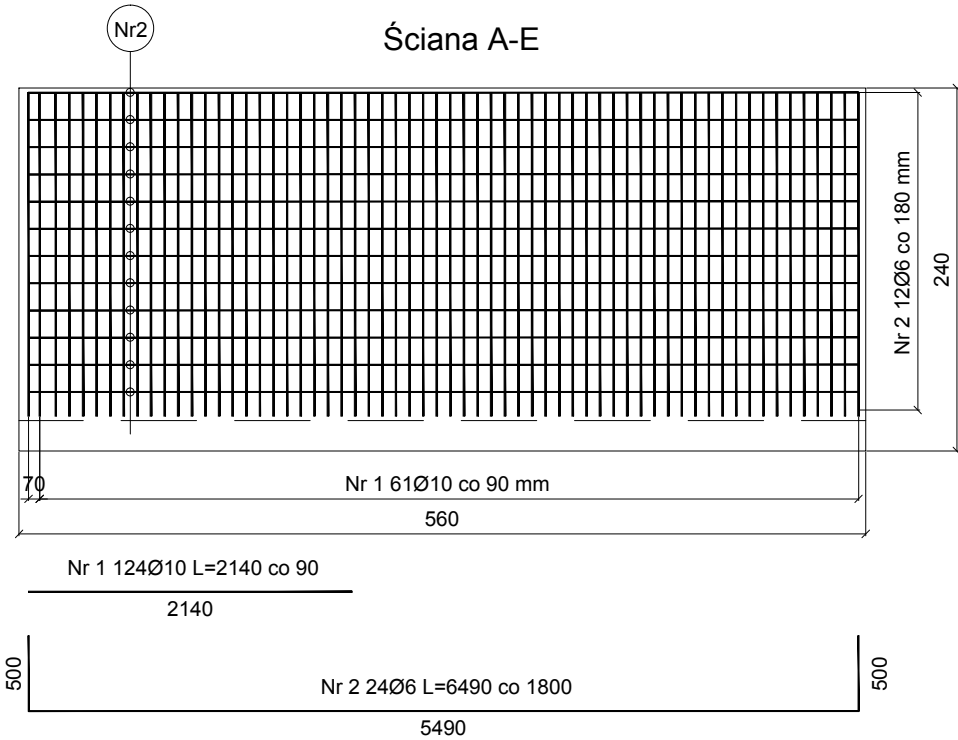 Nr2
Ściana A-E
Nr 2 12Ø6 co 180 mm
240
70
Nr 1 61Ø10 co 90 mm
560
Nr 1 124Ø10 L=2140 co 90
2140
500
Nr 2 24Ø6 L=6490 co 1800
500
5490